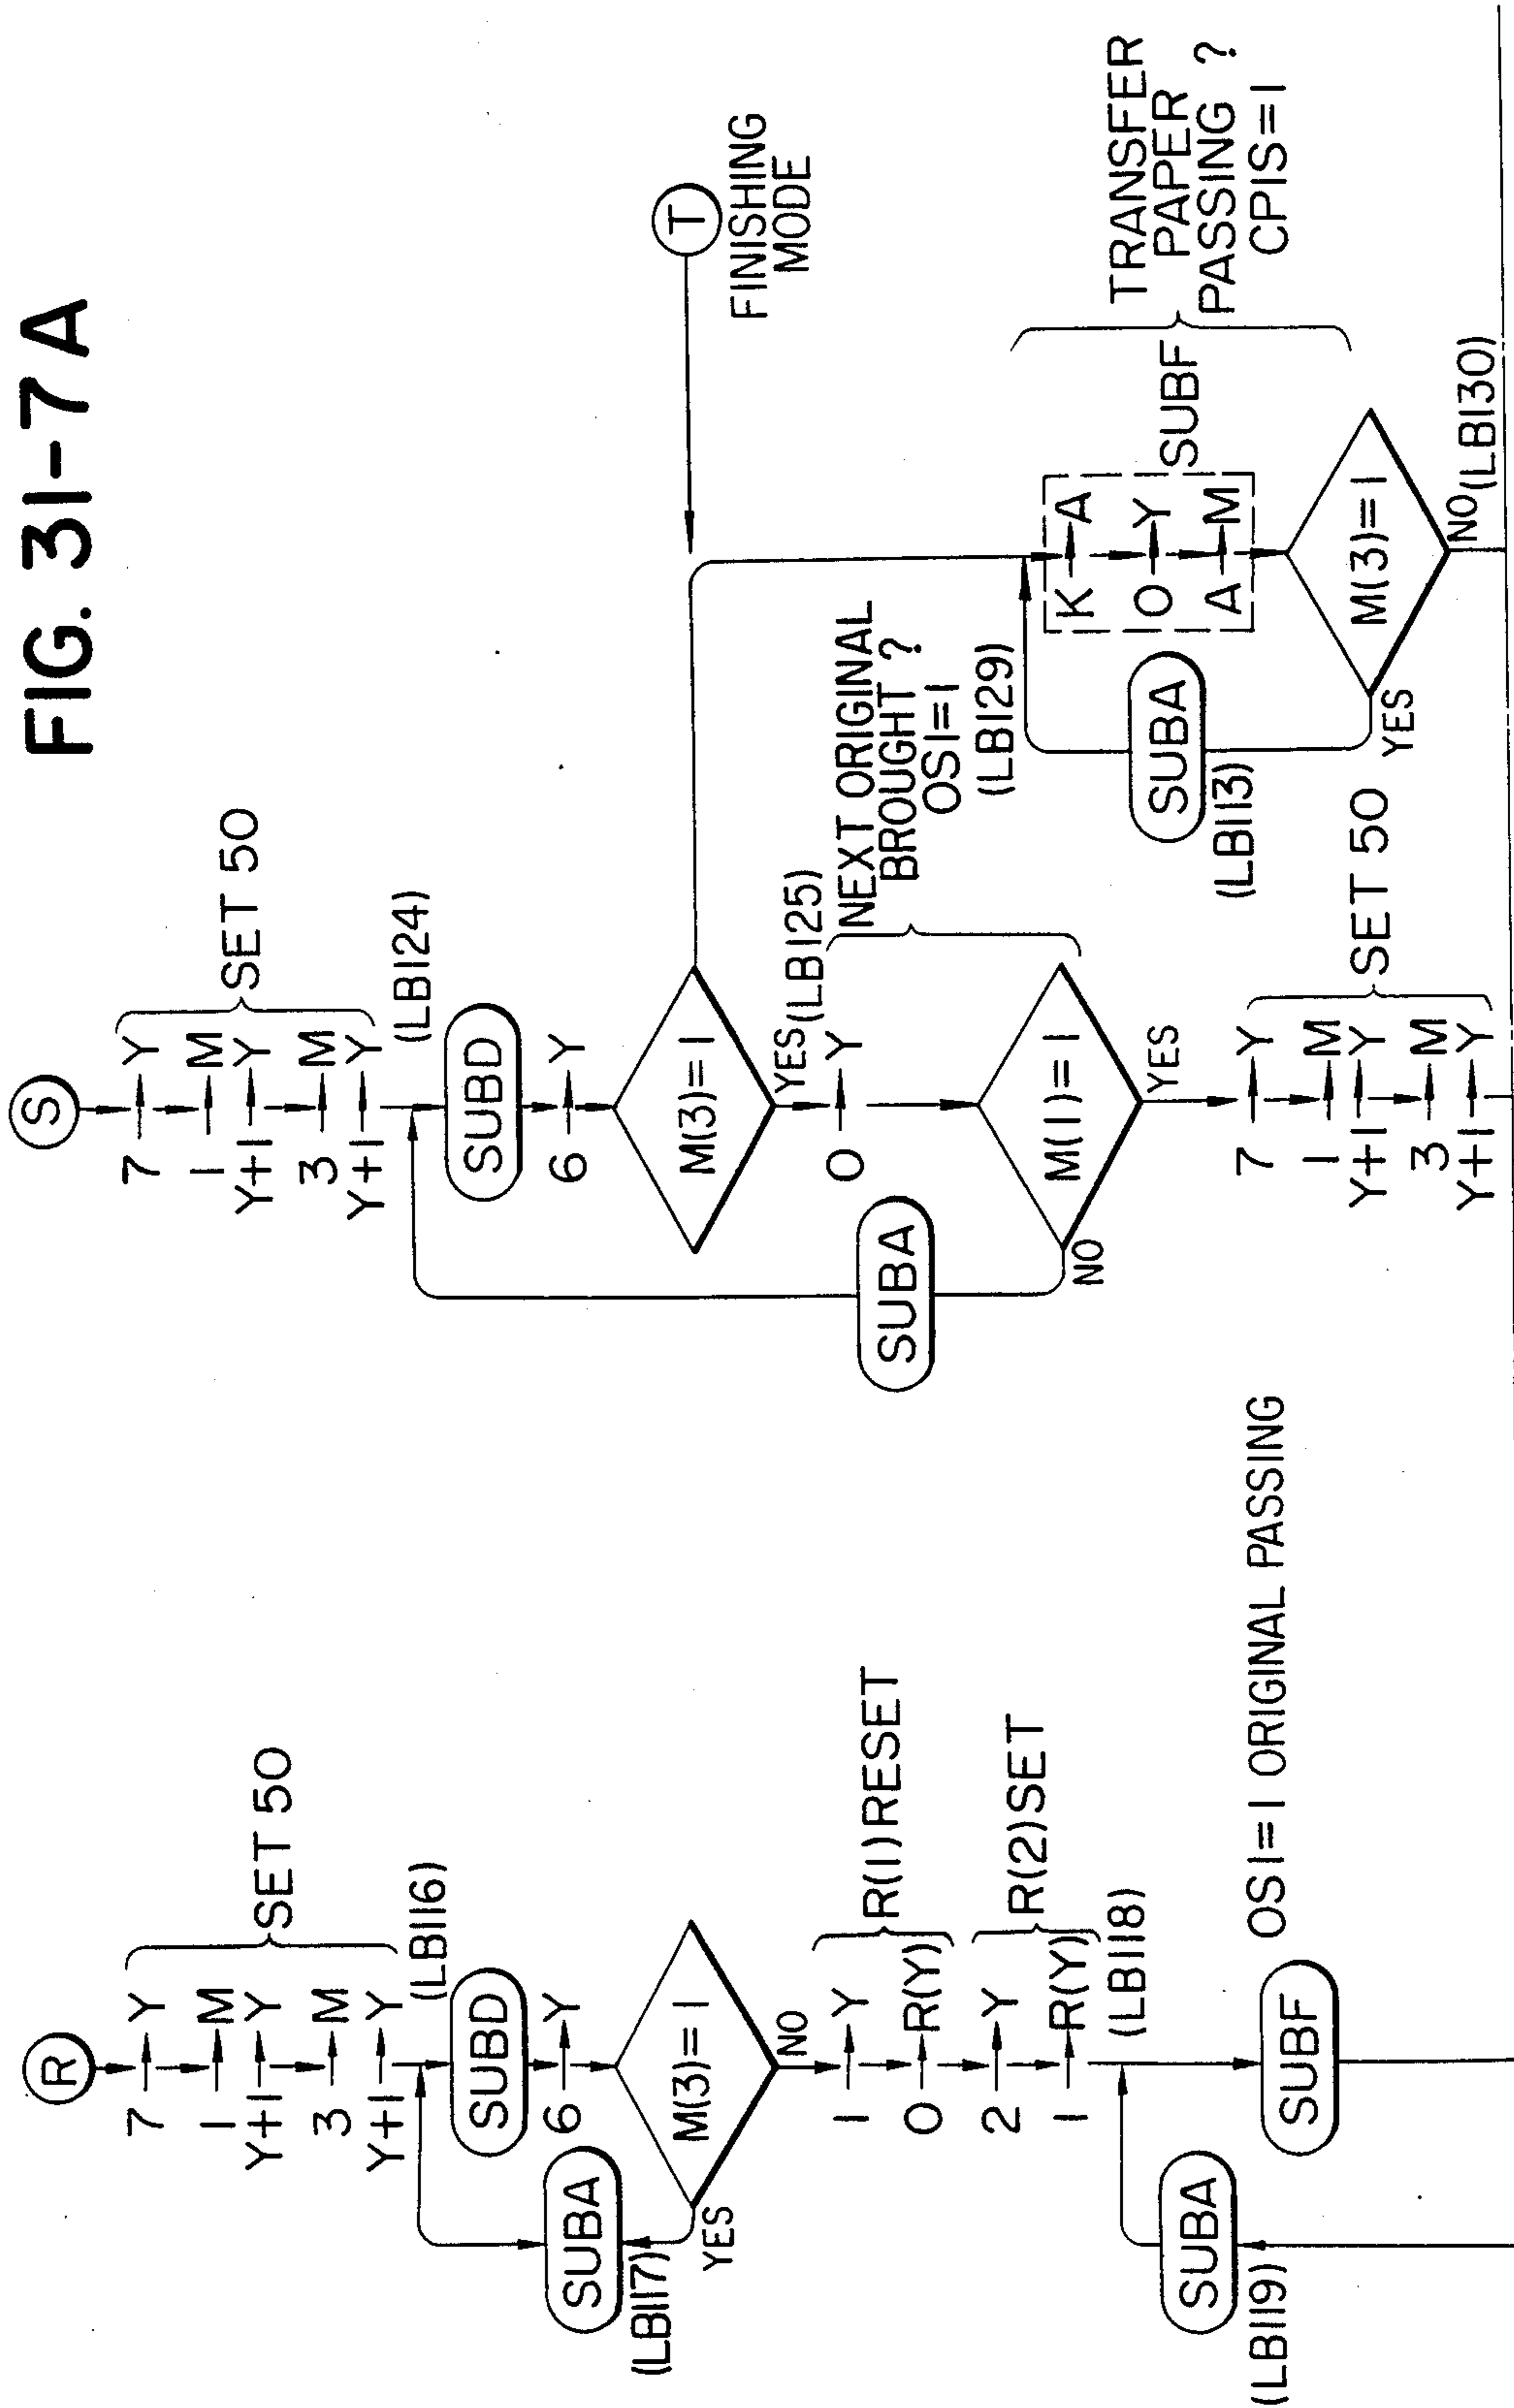 FIG. 31-7A
R
7 → Y
1 → M
Y+1 → Y
3 → M
Y+1 → Y
SET 50
(LB116)
SUBD
6 → Y
M(3)=1
YES
SUBA
(LB117)
NO
1 → Y
0 → R(Y)
R(1) RESET
2 → Y
1 → R(Y)
R(2) SET
(LB118)
SUBF
OS1=1 ORIGINAL PASSING
SUBA
(LB119)
S
7 → Y
1 → M
Y+1 → Y
3 → M
Y+1 → Y
SET 50
(LB124)
SUBD
6 → Y
M(3)=1
YES (LB125)
0 → Y
NEXT ORIGINAL
BROUGHT ?
OS1=1
M(1)=1
NO
SUBA
YES
7 → Y
1 → M
Y+1 → Y
3 → M
Y+1 → Y
SET 50
T
FINISHING
MODE
(LB129)
K → A
O → Y
A → M
SUBF
TRANSFER
PAPER
PASSING ?
CPIS=1
M(3)=1
YES
SUBA
(LB113)
NO (LB130)